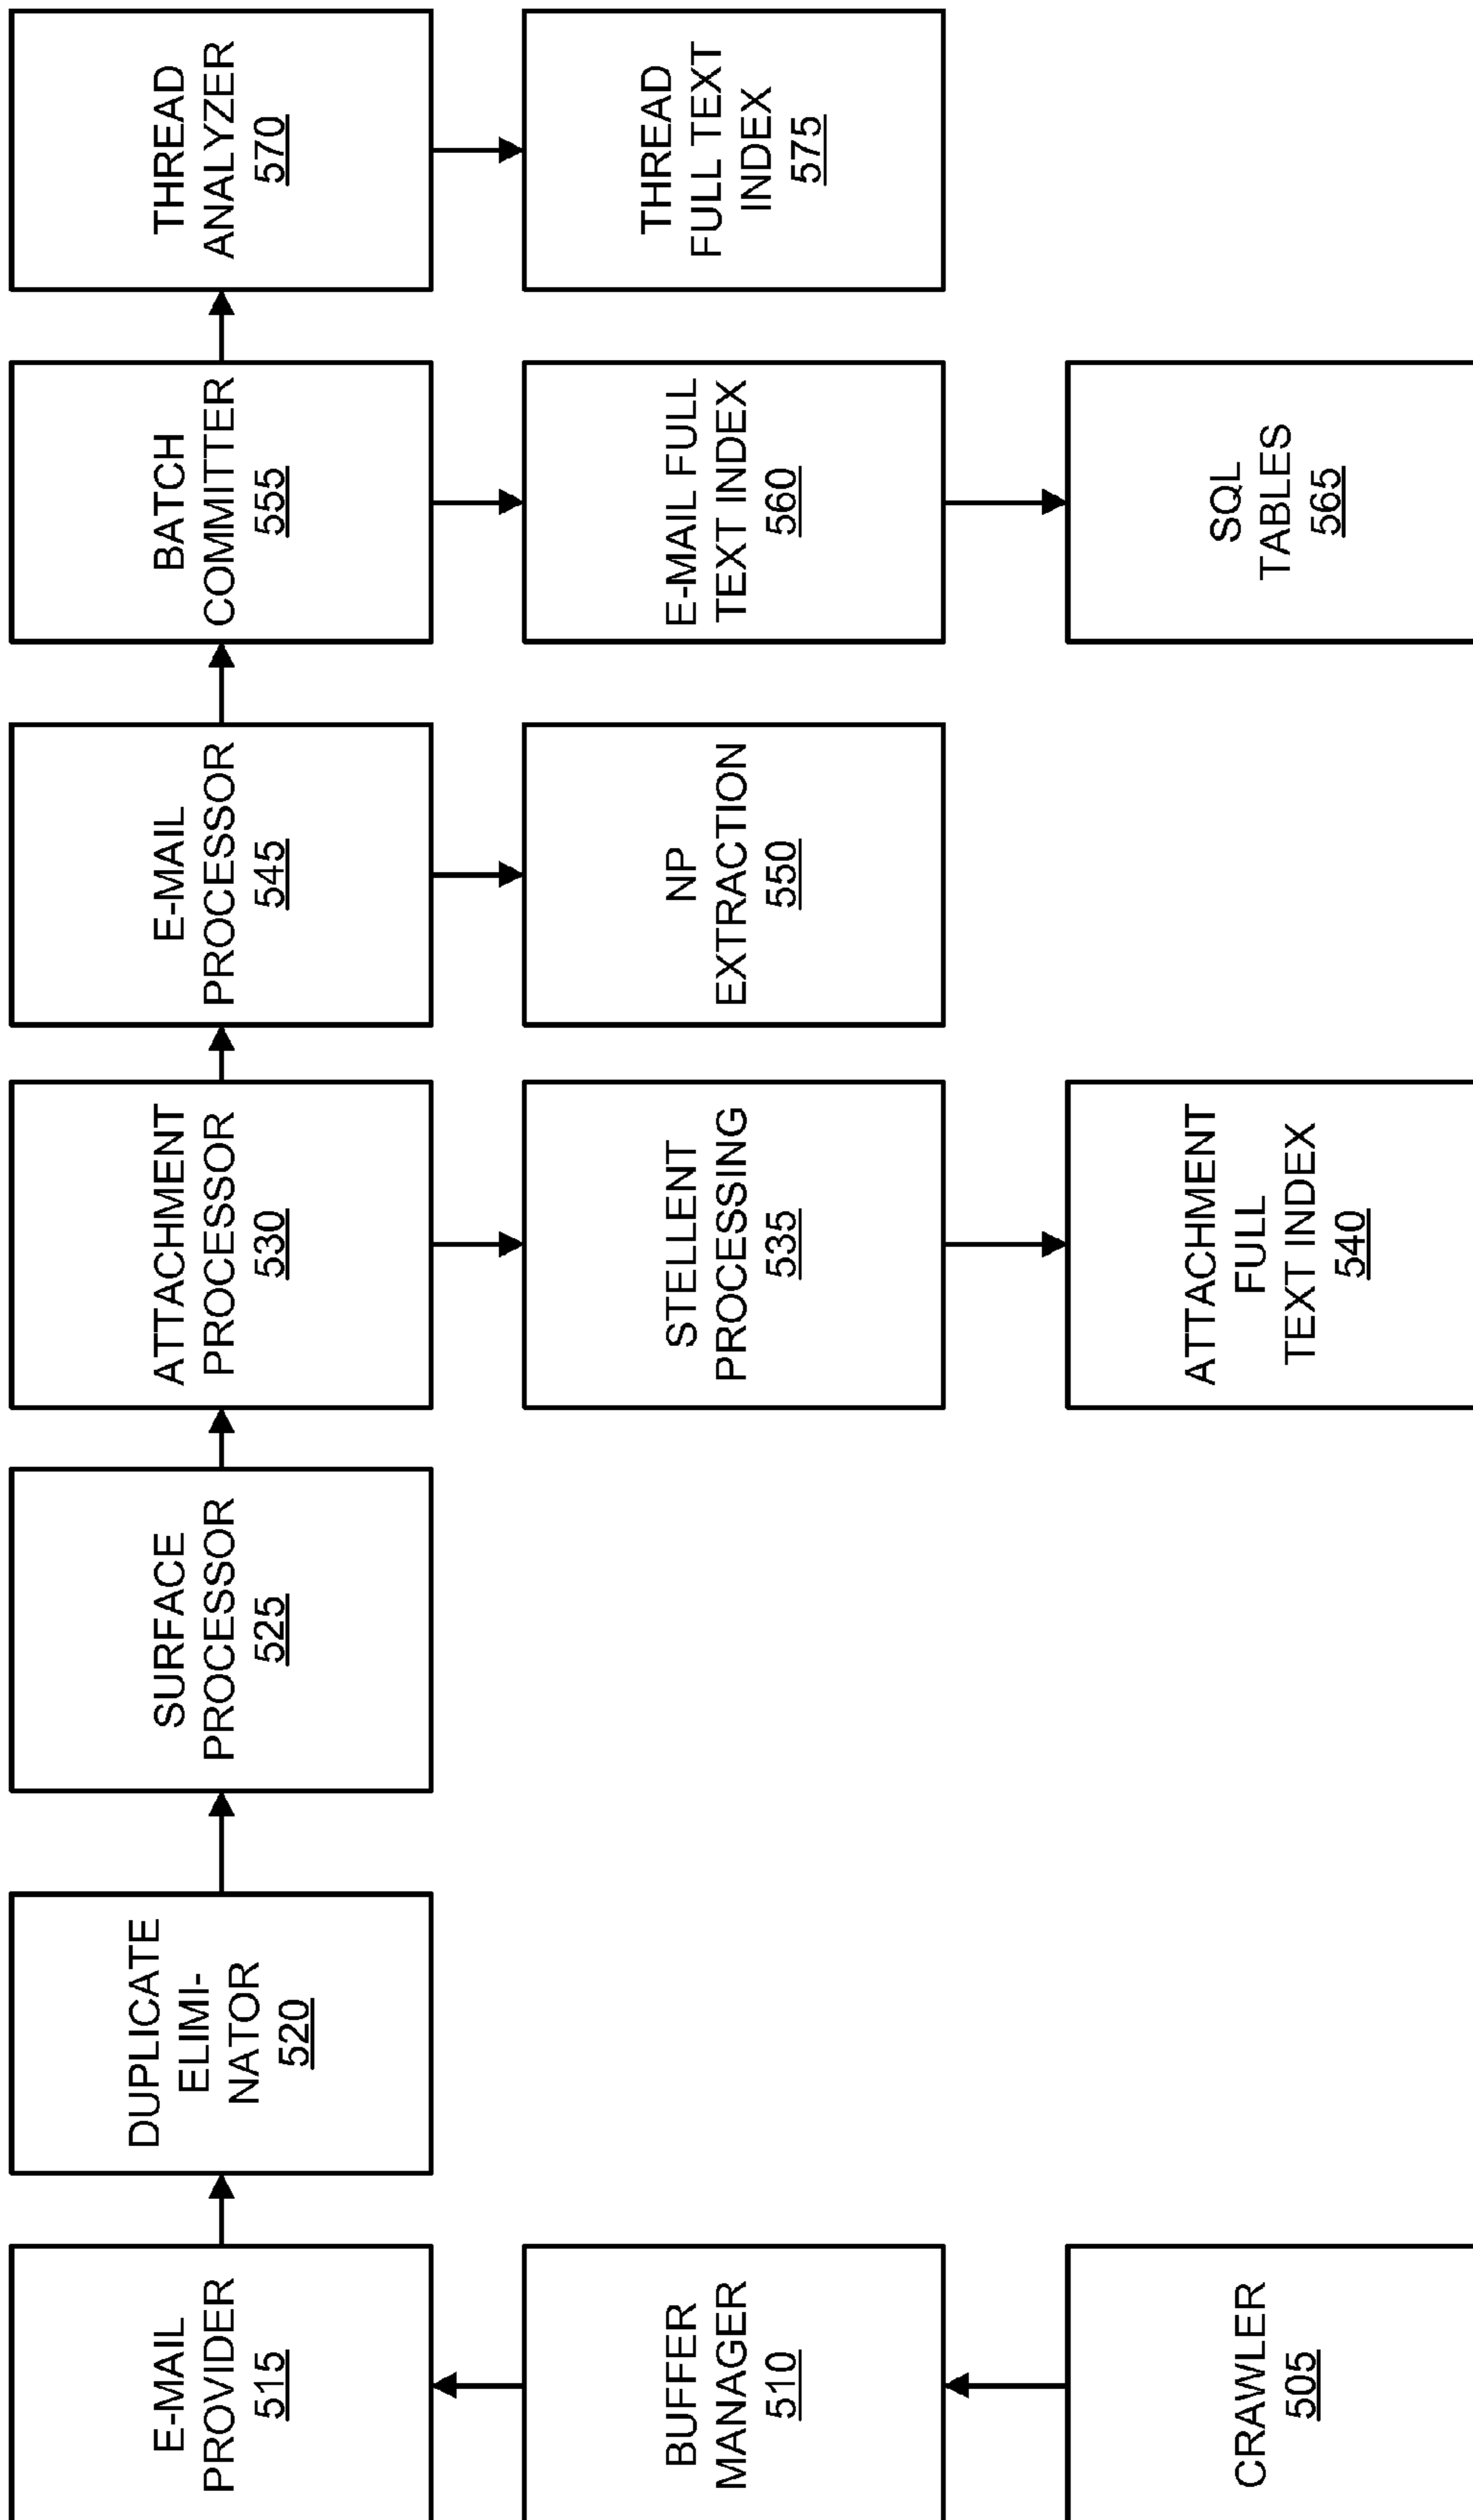 E-MAIL
PROVIDER
515
DUPLICATE
ELIMI-
NATOR
520
SURFACE
PROCESSOR
525
ATTACHMENT
PROCESSOR
530
E-MAIL
PROCESSOR
545
BATCH
COMMITTER
555
THREAD
ANALYZER
570
BUFFER
MANAGER
510
STELLENT
PROCESSING
535
NP
EXTRACTION
550
E-MAIL FULL
TEXT INDEX
560
THREAD
FULL TEXT
INDEX
575
CRAWLER
505
ATTACHMENT
FULL
TEXT INDEX
540
SQL
TABLES
565